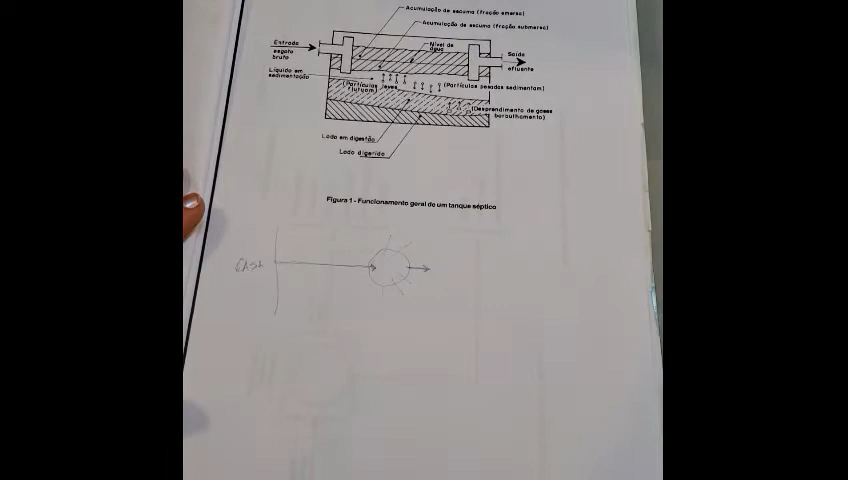 Acumulação de escuma (fração emersa)
Acumulação de escuma (fração submersa)
Entrada
esgoto
bruto
Nível de
água
Saída
efluente
Líquido em
sedimentação
(Partículas leves
flutuam)
(Partículas pesadas sedimentam)
(Desprendimento de gases
borbulhamento)
Lodo em digestão
Lodo digerido
Figura 1 - Funcionamento geral de um tanque séptico
CASA